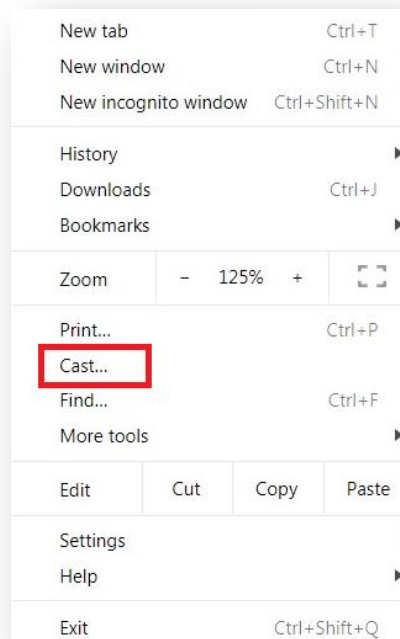 New tab Ctrl+T
New window Ctrl+N
New incognito window Ctrl+Shift+N
History
Downloads Ctrl+J
Bookmarks
Zoom − 125% +
Print... Ctrl+P
Cast...
Find... Ctrl+F
More tools
Edit Cut Copy Paste
Settings
Help
Exit Ctrl+Shift+Q